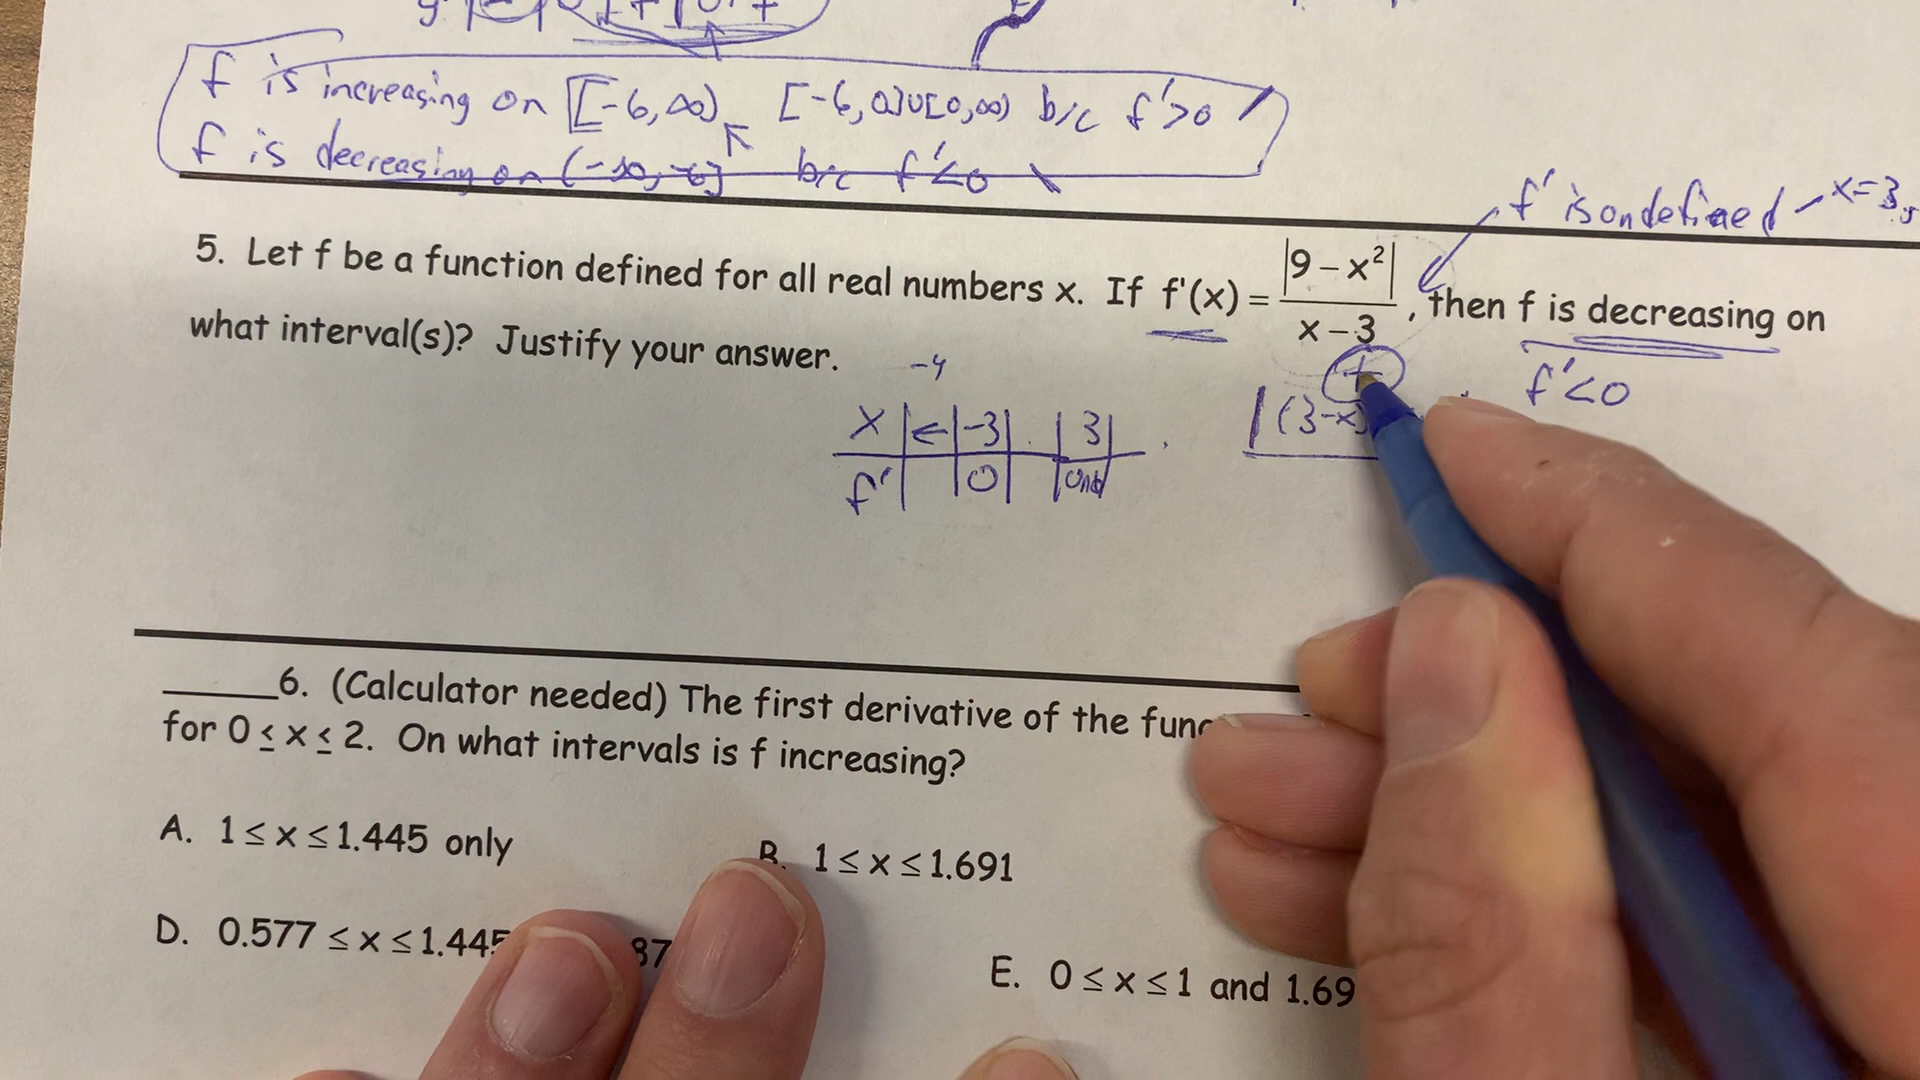 f is increasing on [-6, ∞) [-6, 0]∪[0, ∞) b/c f'>0
f is decreasing on (-∞, -6] b/c f'<0
f' is undefined x=3,
5. Let f be a function defined for all real numbers x. If f'(x) = |9 – x²| / x – 3 , then f is decreasing on
what interval(s)? Justify your answer.
-4
+
f'<0
x ← -3 3
f' 0 und
|(3-x)
_____6. (Calculator needed) The first derivative of the
for 0 ≤ x ≤ 2. On what intervals is f increasing?
A. 1 ≤ x ≤ 1.445 only
B. 1 ≤ x ≤ 1.691
D. 0.577 ≤ x ≤ 1.445
E. 0 ≤ x ≤ 1 and 1.69